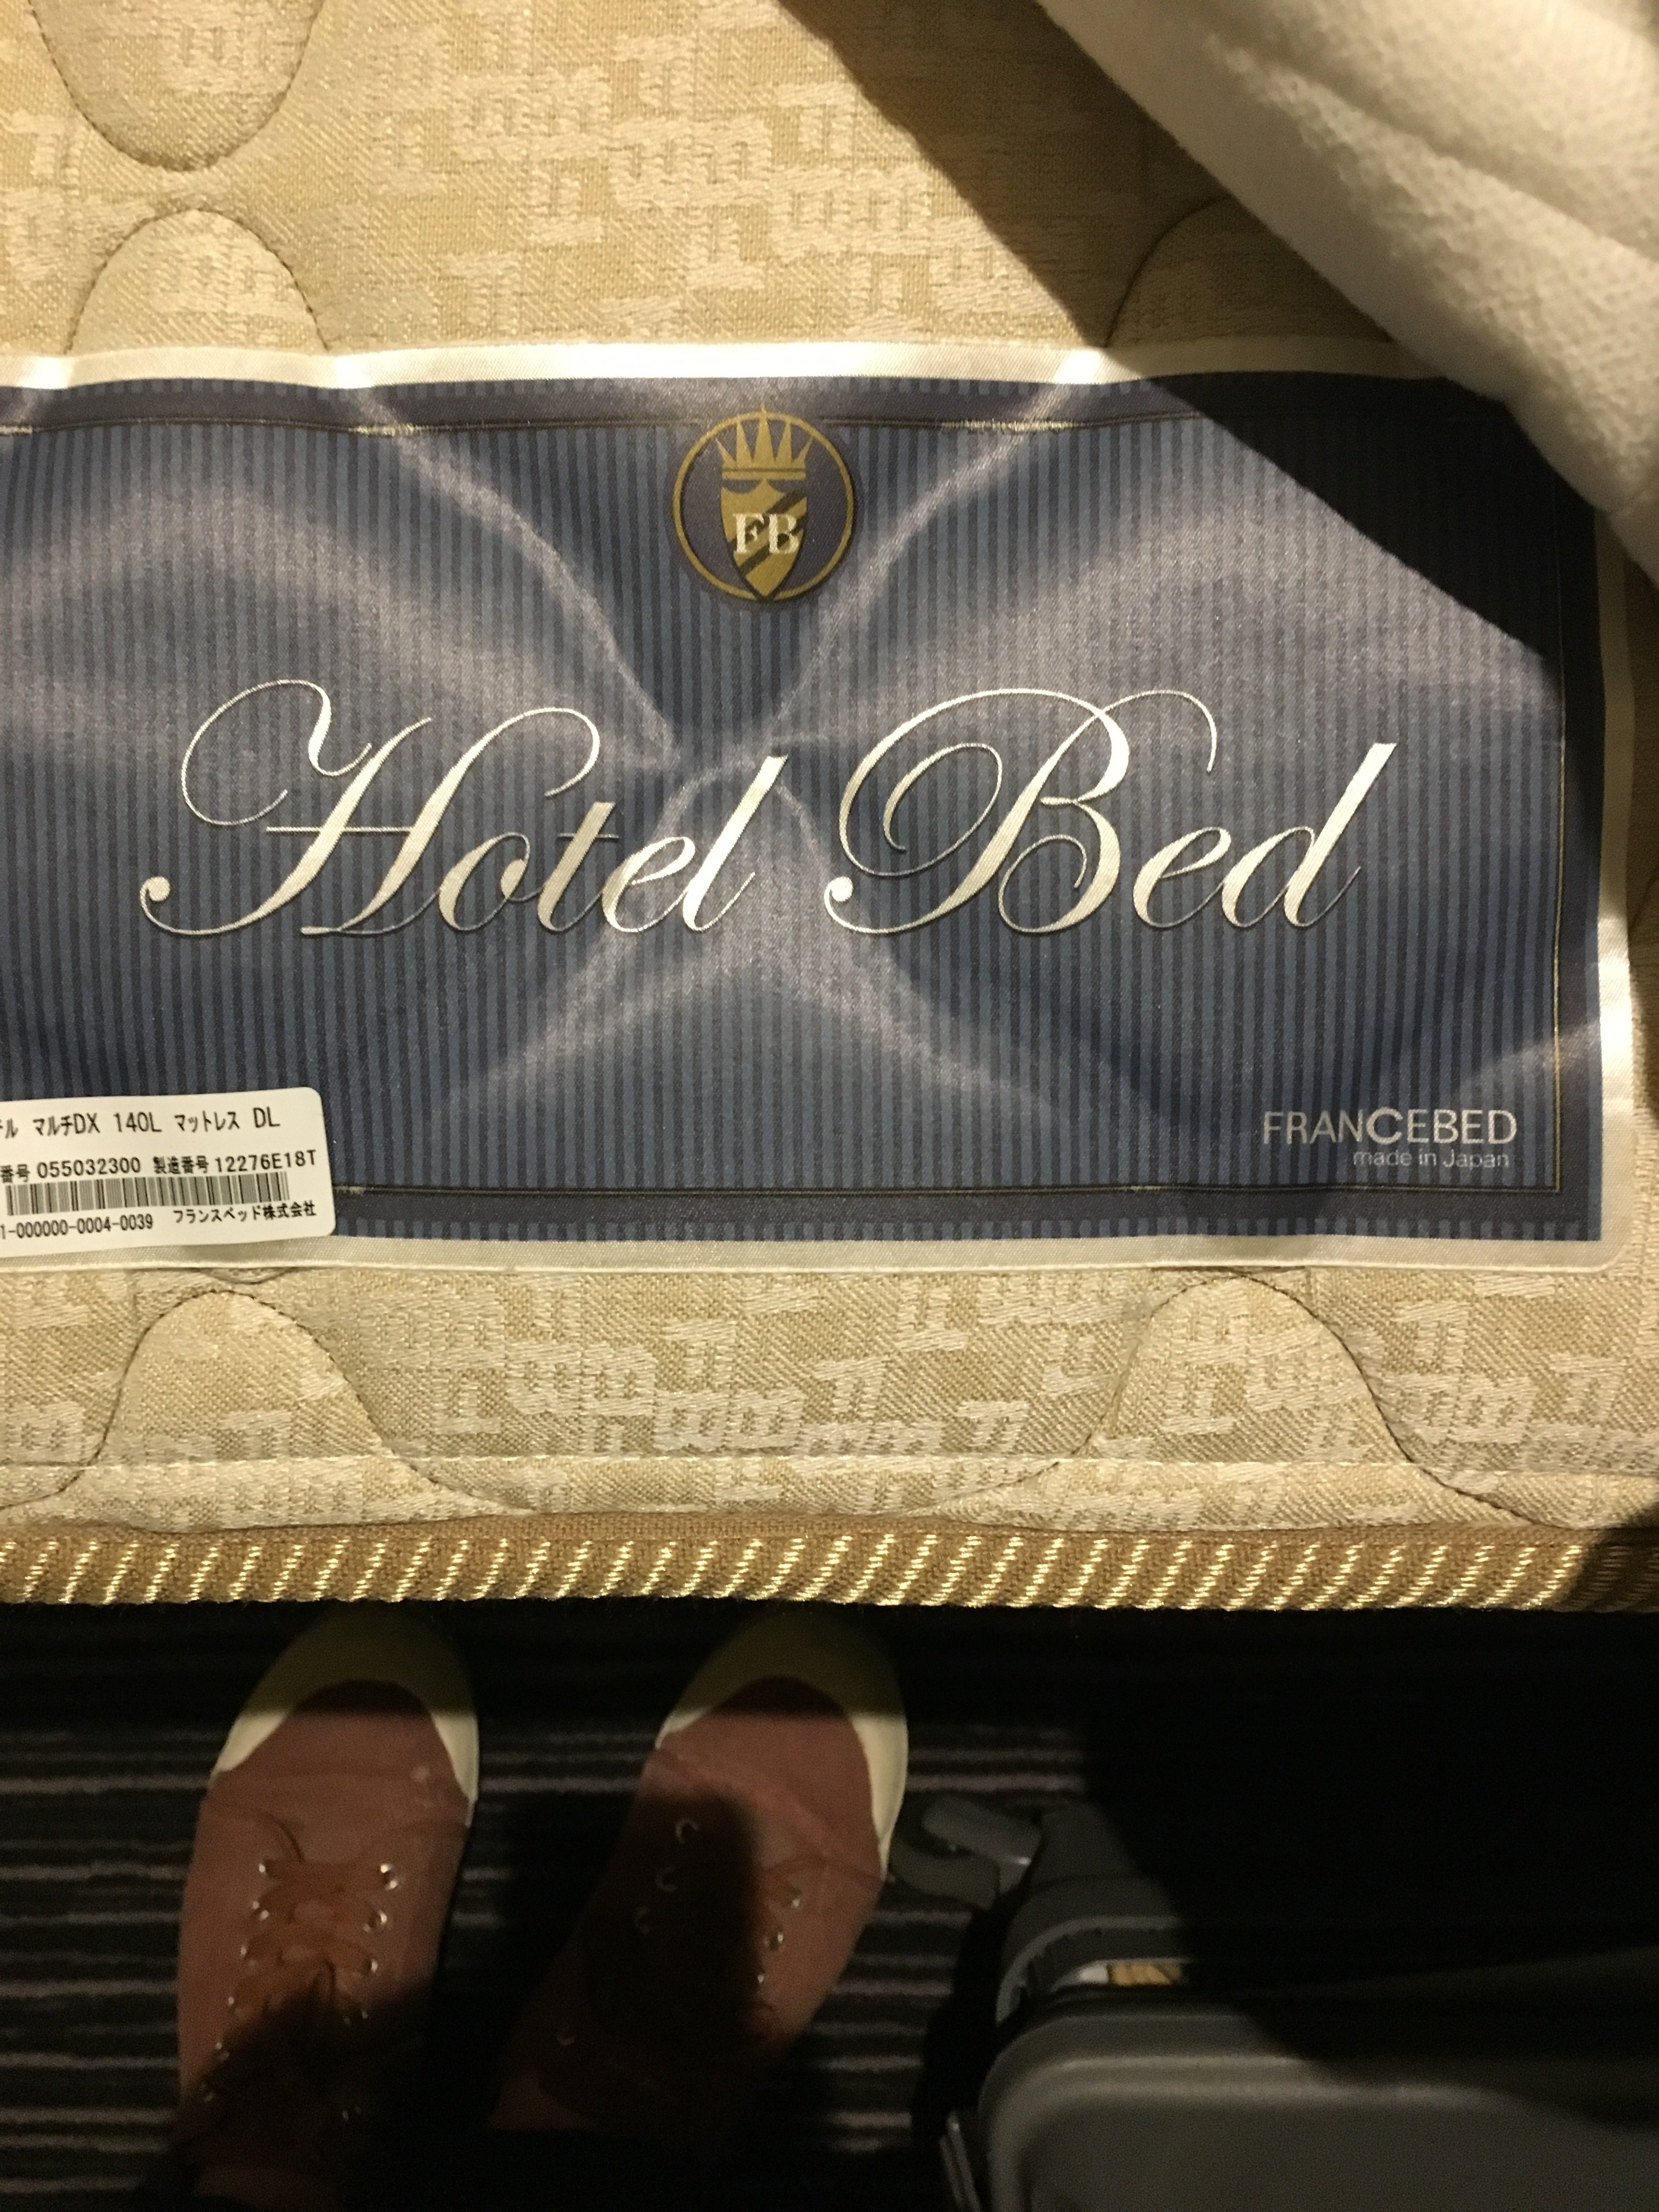 FB
Hotel Bed
FRANCEBED
made in Japan
マルチDX 140L マットレス DL
番号 055032300 製造番号 12276E18T
1-000000-0004-0039 フランスベッド株式会社